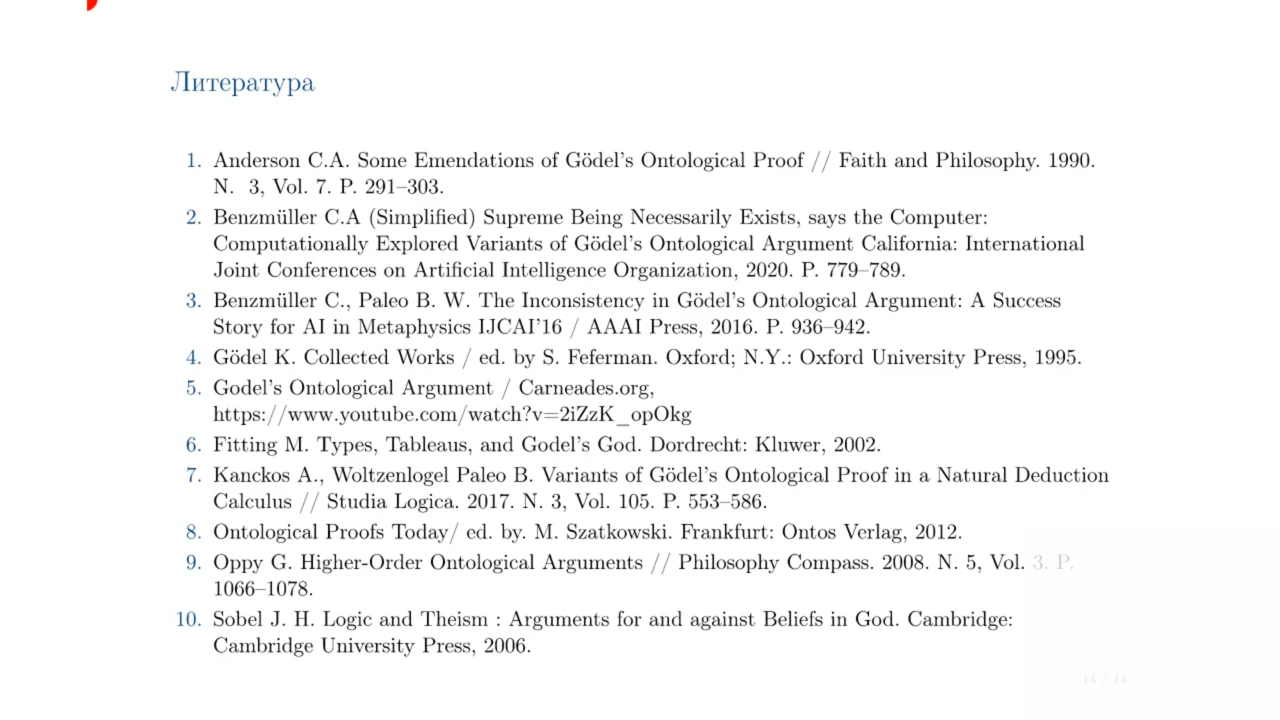 Литература
1. Anderson C.A. Some Emendations of Gödel's Ontological Proof // Faith and Philosophy. 1990.
N. 3, Vol. 7. P. 291–303.
2. Benzmüller C.A (Simplified) Supreme Being Necessarily Exists, says the Computer:
Computationally Explored Variants of Gödel's Ontological Argument California: International
Joint Conferences on Artificial Intelligence Organization, 2020. P. 779–789.
3. Benzmüller C., Paleo B. W. The Inconsistency in Gödel's Ontological Argument: A Success
Story for AI in Metaphysics IJCAI'16 / AAAI Press, 2016. P. 936–942.
4. Gödel K. Collected Works / ed. by S. Feferman. Oxford; N.Y.: Oxford University Press, 1995.
5. Godel's Ontological Argument / Carneades.org,
https://www.youtube.com/watch?v=2iZzK_opOkg
6. Fitting M. Types, Tableaus, and Godel's God. Dordrecht: Kluwer, 2002.
7. Kanckos A., Woltzenlogel Paleo B. Variants of Gödel's Ontological Proof in a Natural Deduction
Calculus // Studia Logica. 2017. N. 3, Vol. 105. P. 553–586.
8. Ontological Proofs Today/ ed. by. M. Szatkowski. Frankfurt: Ontos Verlag, 2012.
9. Oppy G. Higher-Order Ontological Arguments // Philosophy Compass. 2008. N. 5, Vol. 3. P.
1066–1078.
10. Sobel J. H. Logic and Theism : Arguments for and against Beliefs in God. Cambridge:
Cambridge University Press, 2006.
14 / 14